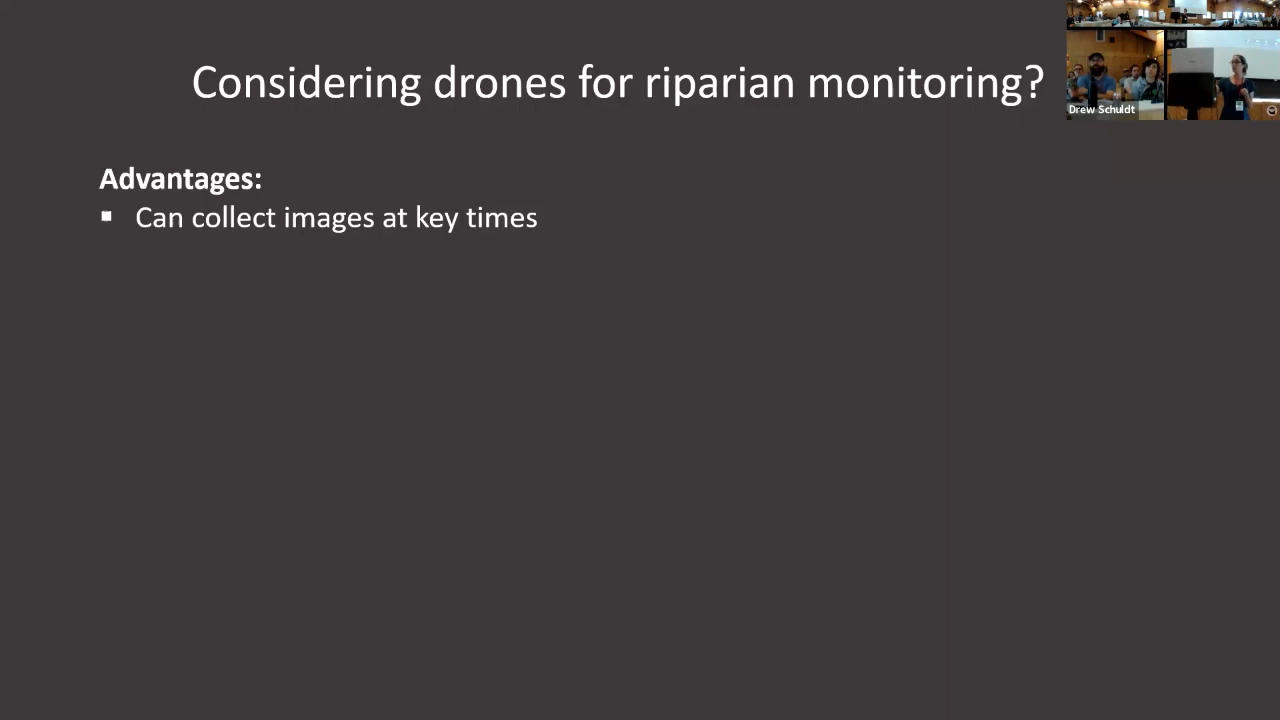 Considering drones for riparian monitoring?
Drew Schuldt
Advantages:
▪ Can collect images at key times